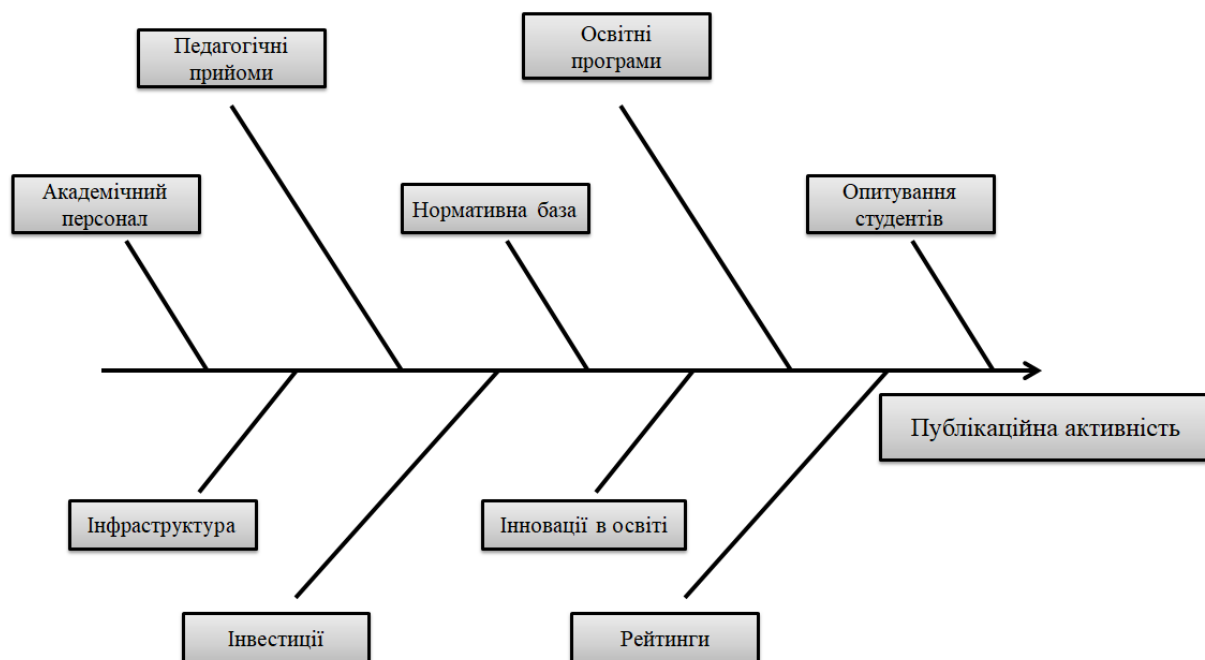 Педагогічні
прийоми
Освітні
програми
Академічний
персонал
Нормативна база
Опитування
студентів
Публікаційна активність
Інфраструктура
Інновації в освіті
Інвестиції
Рейтинги